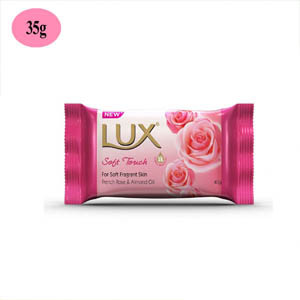 35g
NEW
LUX
Soft Touch
For Soft Fragrant Skin
French Rose & Almond Oil